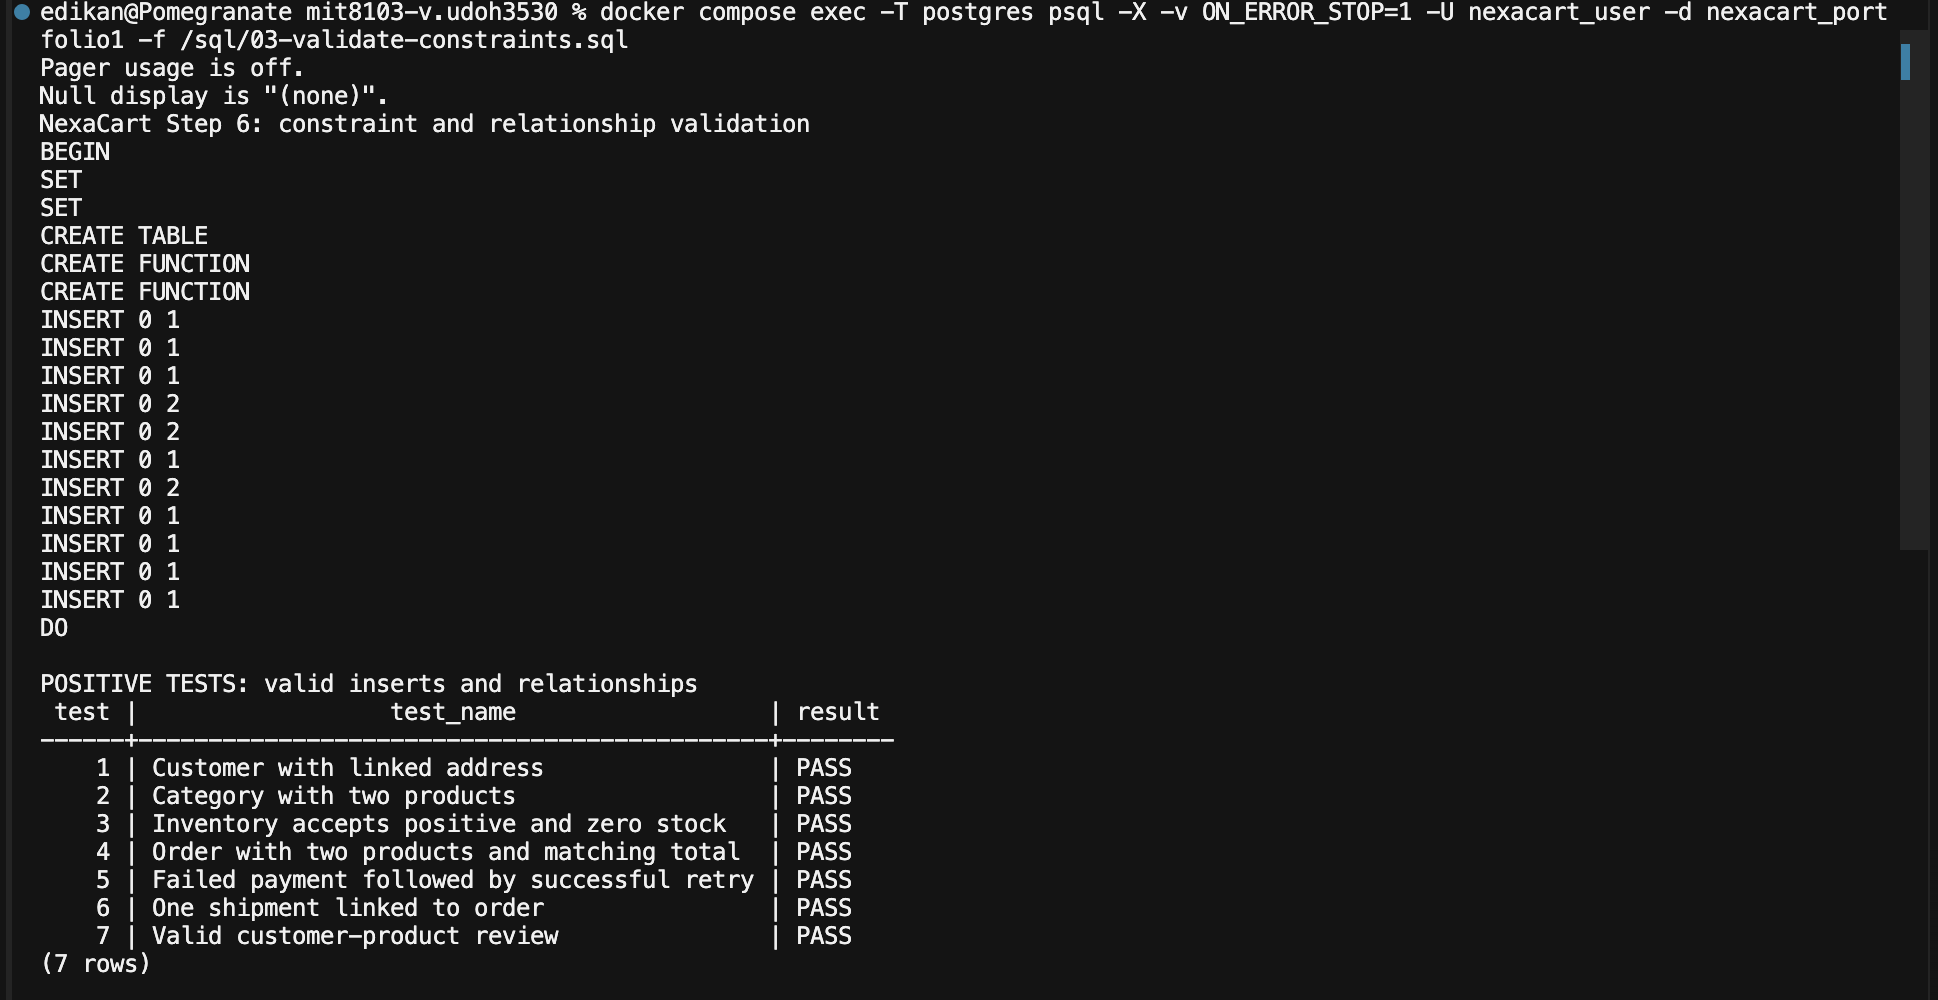 edikan@Pomegranate mit8103-v.udoh3530 % docker compose exec -T postgres psql -X -v ON_ERROR_STOP=1 -U nexacart_user -d nexacart_port
folio1 -f /sql/03-validate-constraints.sql
Pager usage is off.
Null display is "(none)".
NexaCart Step 6: constraint and relationship validation
BEGIN
SET
SET
CREATE TABLE
CREATE FUNCTION
CREATE FUNCTION
INSERT 0 1
INSERT 0 1
INSERT 0 1
INSERT 0 2
INSERT 0 2
INSERT 0 1
INSERT 0 2
INSERT 0 1
INSERT 0 1
INSERT 0 1
INSERT 0 1
DO

POSITIVE TESTS: valid inserts and relationships
 test |                  test_name                  | result
------+---------------------------------------------+--------
    1 | Customer with linked address                | PASS
    2 | Category with two products                  | PASS
    3 | Inventory accepts positive and zero stock   | PASS
    4 | Order with two products and matching total  | PASS
    5 | Failed payment followed by successful retry | PASS
    6 | One shipment linked to order                | PASS
    7 | Valid customer-product review               | PASS
(7 rows)